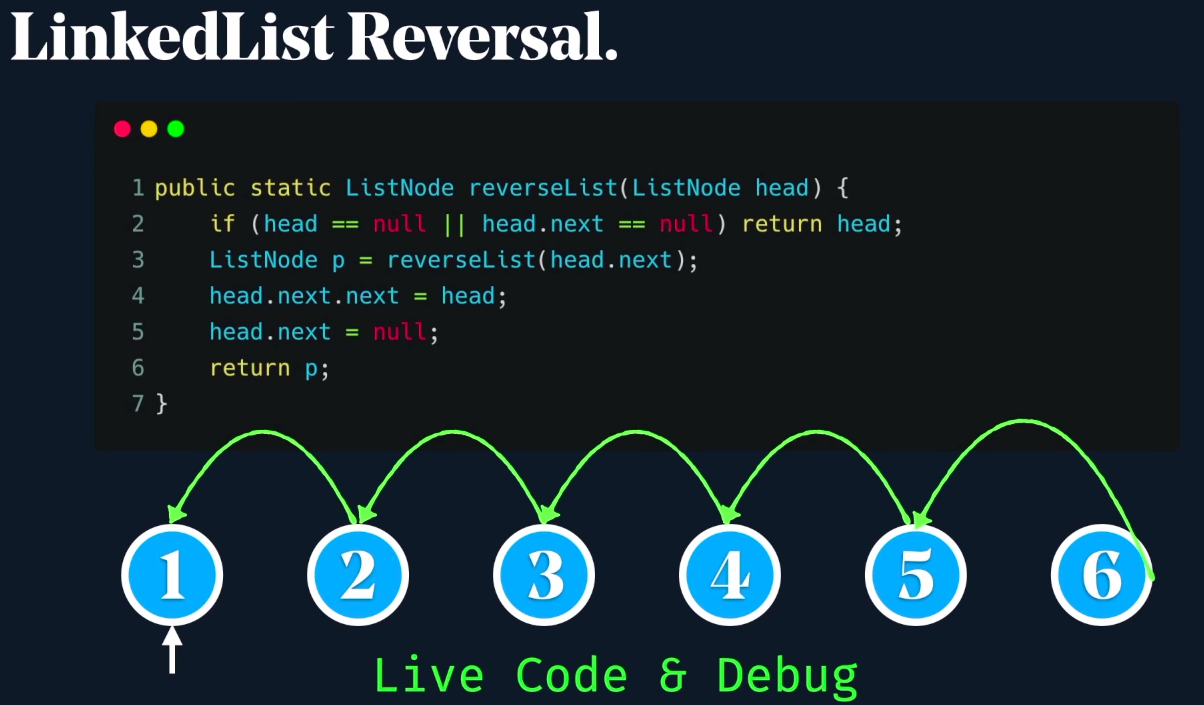 LinkedList Reversal.
1 public static ListNode reverseList(ListNode head) {
2     if (head == null || head.next == null) return head;
3     ListNode p = reverseList(head.next);
4     head.next.next = head;
5     head.next = null;
6     return p;
7 }
1 2 3 4 5 6
Live Code & Debug